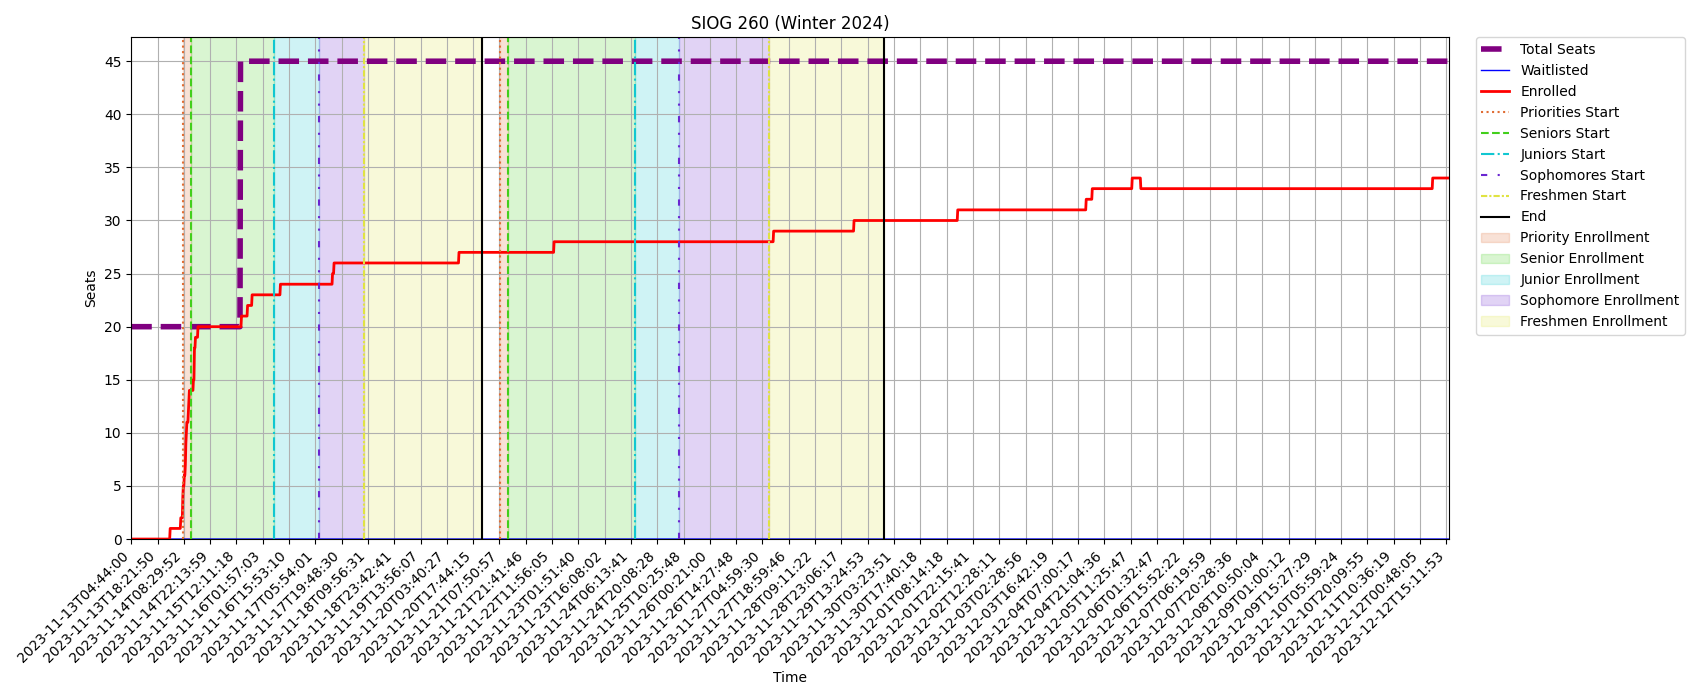 SIOG 260 (Winter 2024)
Seats
45
40
35
30
25
20
15
10
5
0
2023-11-13T04:44:00
2023-11-13T18:21:50
2023-11-14T08:29:52
2023-11-14T22:13:59
2023-11-15T12:11:18
2023-11-16T01:57:03
2023-11-16T16:53:10
2023-11-17T05:54:01
2023-11-17T19:48:30
2023-11-18T09:56:31
2023-11-18T23:42:41
2023-11-19T13:56:07
2023-11-20T03:40:27
2023-11-20T17:44:15
2023-11-21T07:50:57
2023-11-21T21:41:46
2023-11-22T11:56:05
2023-11-23T01:51:40
2023-11-23T16:08:02
2023-11-24T06:13:41
2023-11-24T20:08:28
2023-11-25T10:25:48
2023-11-26T00:21:00
2023-11-26T14:27:48
2023-11-27T04:59:30
2023-11-27T18:59:46
2023-11-28T09:11:22
2023-11-28T23:06:17
2023-11-29T13:24:53
2023-11-30T03:23:51
2023-11-30T17:40:18
2023-12-01T08:14:18
2023-12-01T22:15:41
2023-12-02T12:28:11
2023-12-03T02:28:56
2023-12-03T16:42:19
2023-12-04T07:00:17
2023-12-04T21:04:36
2023-12-05T11:25:47
2023-12-06T01:32:47
2023-12-06T15:52:22
2023-12-07T06:19:59
2023-12-07T20:28:36
2023-12-08T10:50:04
2023-12-09T01:00:12
2023-12-09T15:27:29
2023-12-10T05:59:24
2023-12-10T20:09:55
2023-12-11T10:36:19
2023-12-12T00:48:05
2023-12-12T15:11:53
Time
Total Seats
Waitlisted
Enrolled
Priorities Start
Seniors Start
Juniors Start
Sophomores Start
Freshmen Start
End
Priority Enrollment
Senior Enrollment
Junior Enrollment
Sophomore Enrollment
Freshmen Enrollment